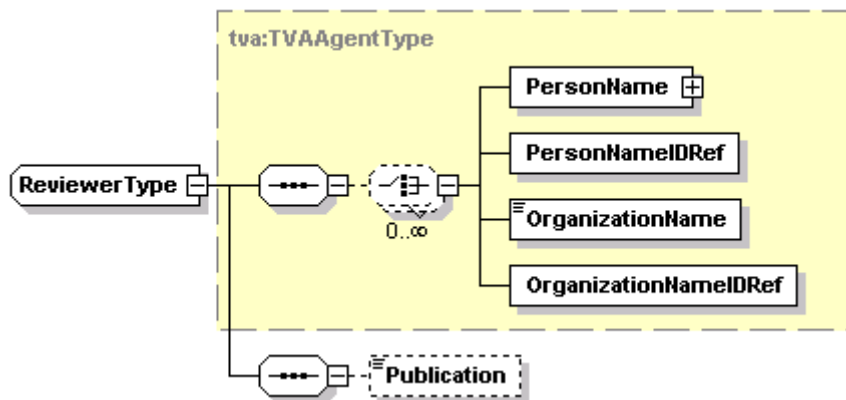 tva:TVAAgentType
PersonName
PersonNameIDRef
ReviewerType
0..∞
OrganizationName
OrganizationNameIDRef
Publication